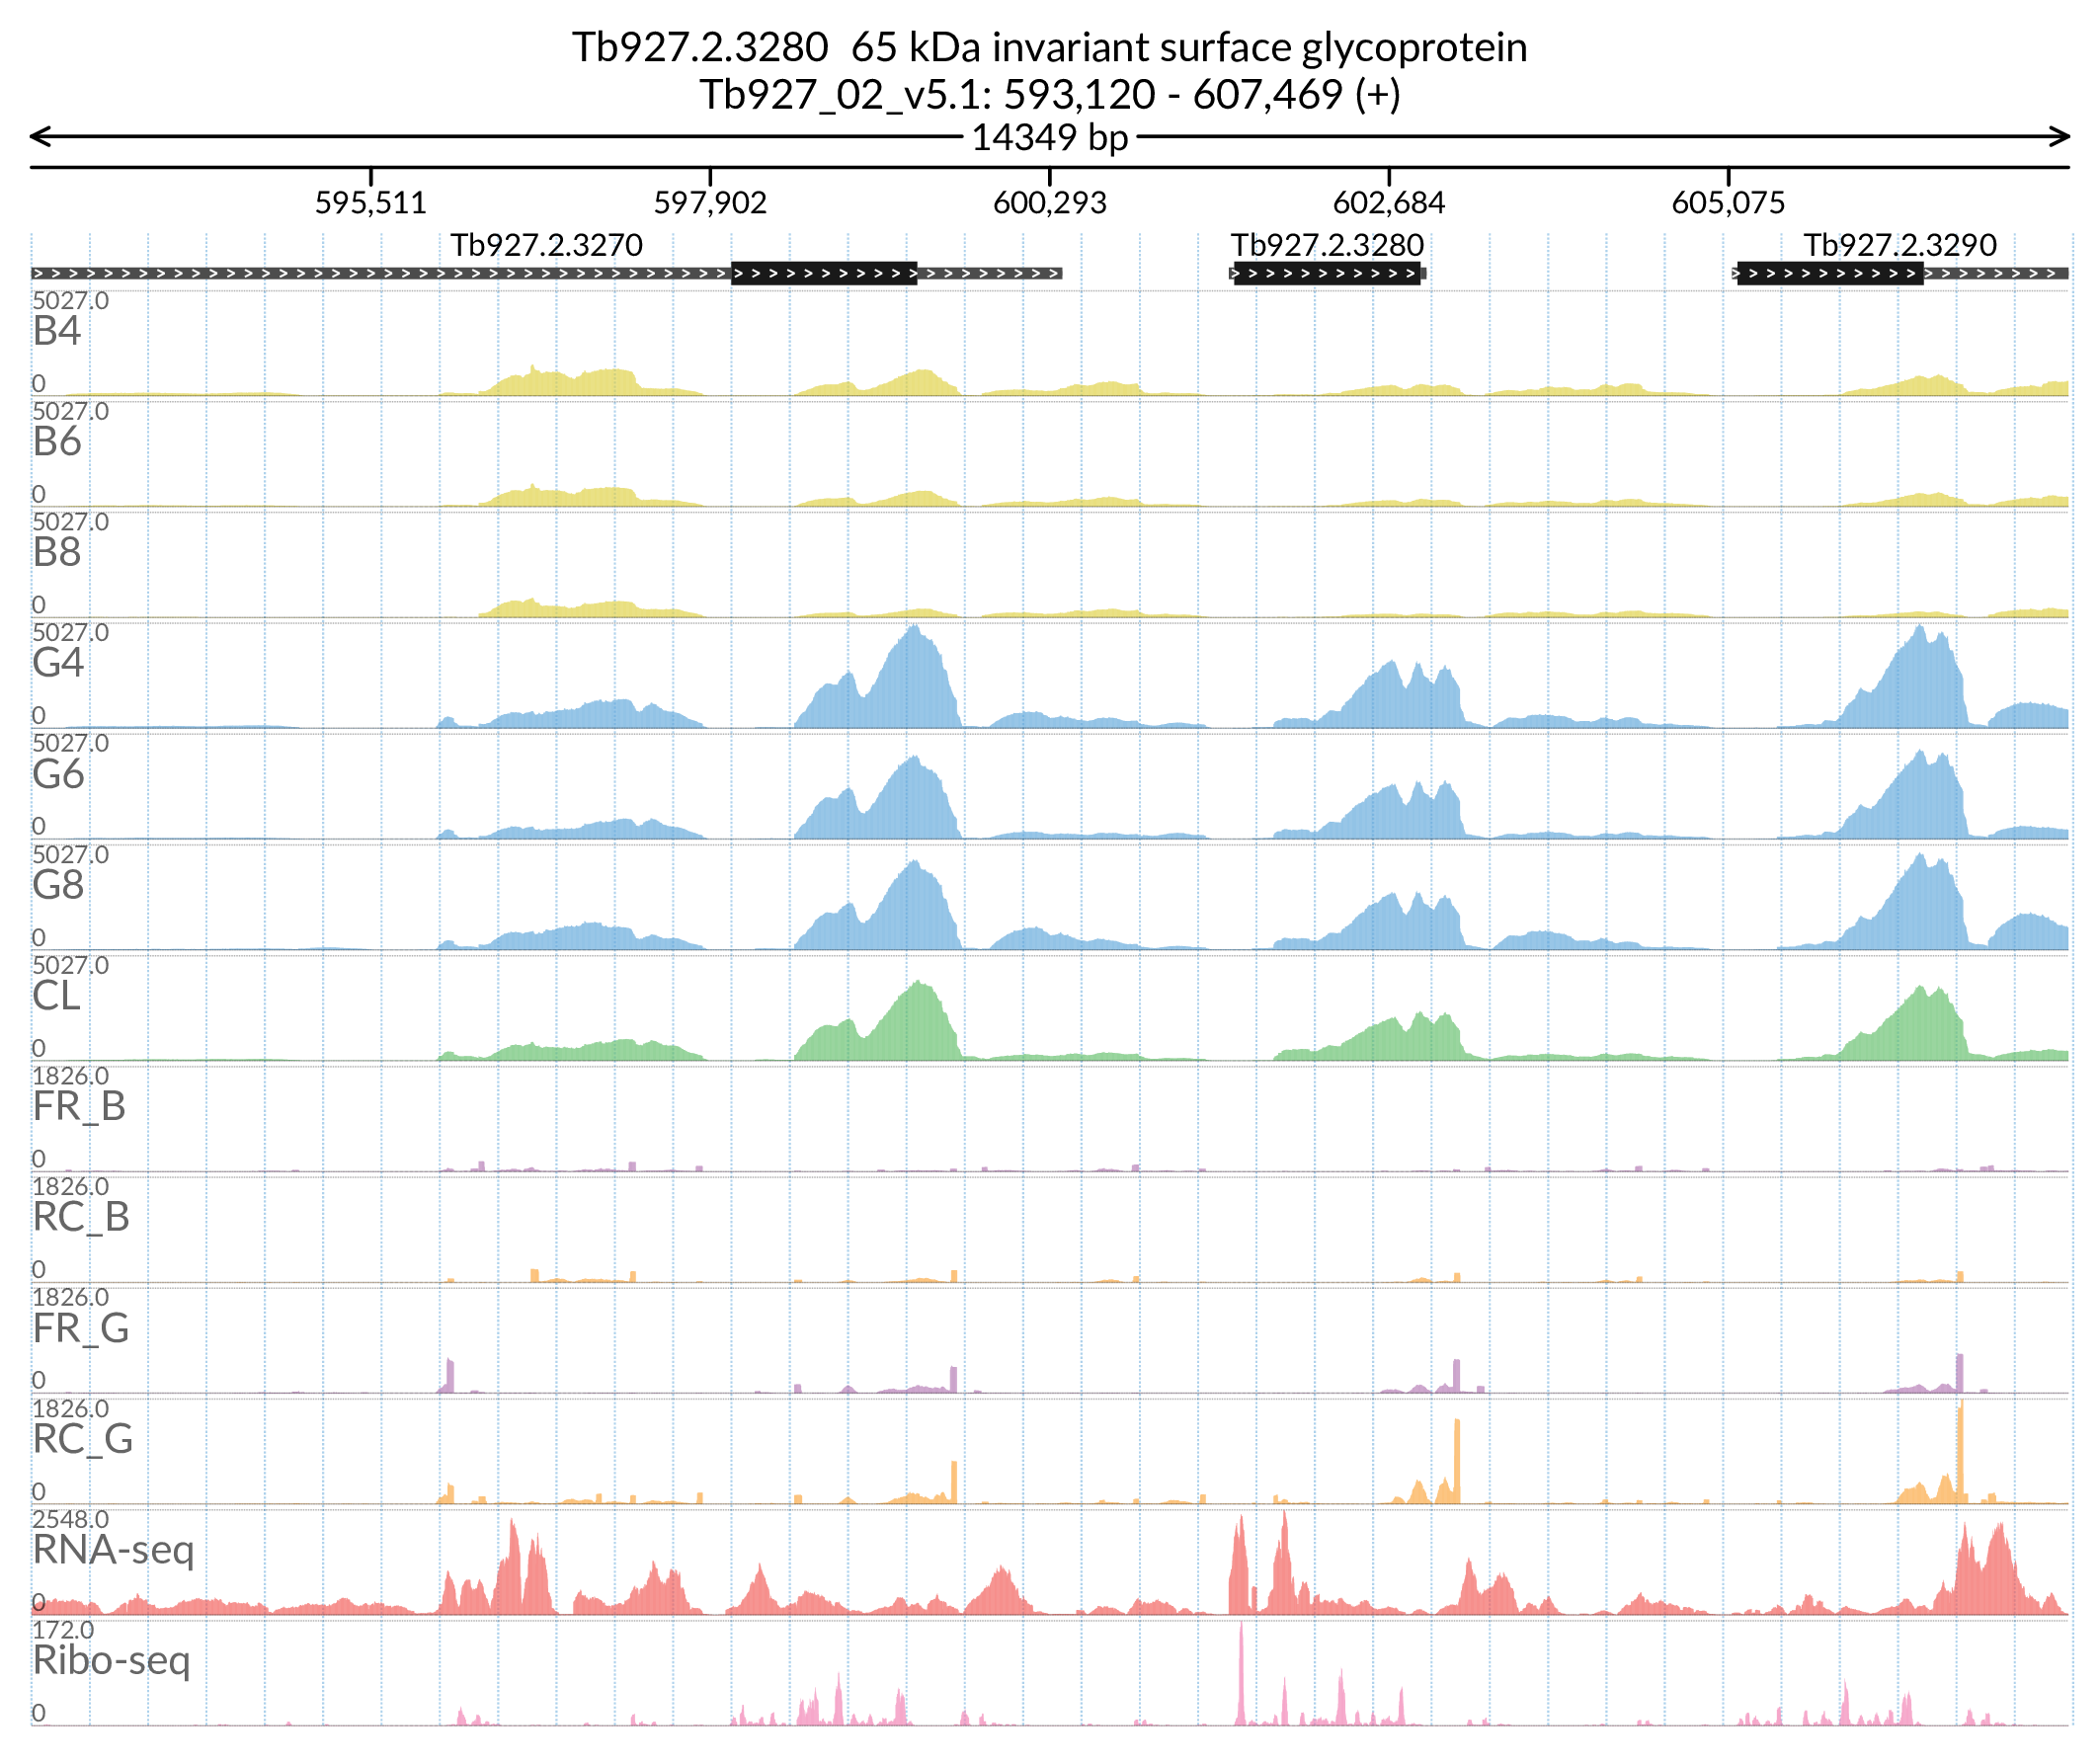 Tb927.2.3280  65 kDa invariant surface glycoprotein
Tb927_02_v5.1: 593,120 - 607,469 (+)
14349 bp
595,511 597,902 600,293 602,684 605,075
Tb927.2.3270 Tb927.2.3280 Tb927.2.3290
5027.0
B4
0
5027.0
B6
0
5027.0
B8
0
5027.0
G4
0
5027.0
G6
0
5027.0
G8
0
5027.0
CL
0
1826.0
FR_B
0
1826.0
RC_B
0
1826.0
FR_G
0
1826.0
RC_G
0
2548.0
RNA-seq
0
172.0
Ribo-seq
0